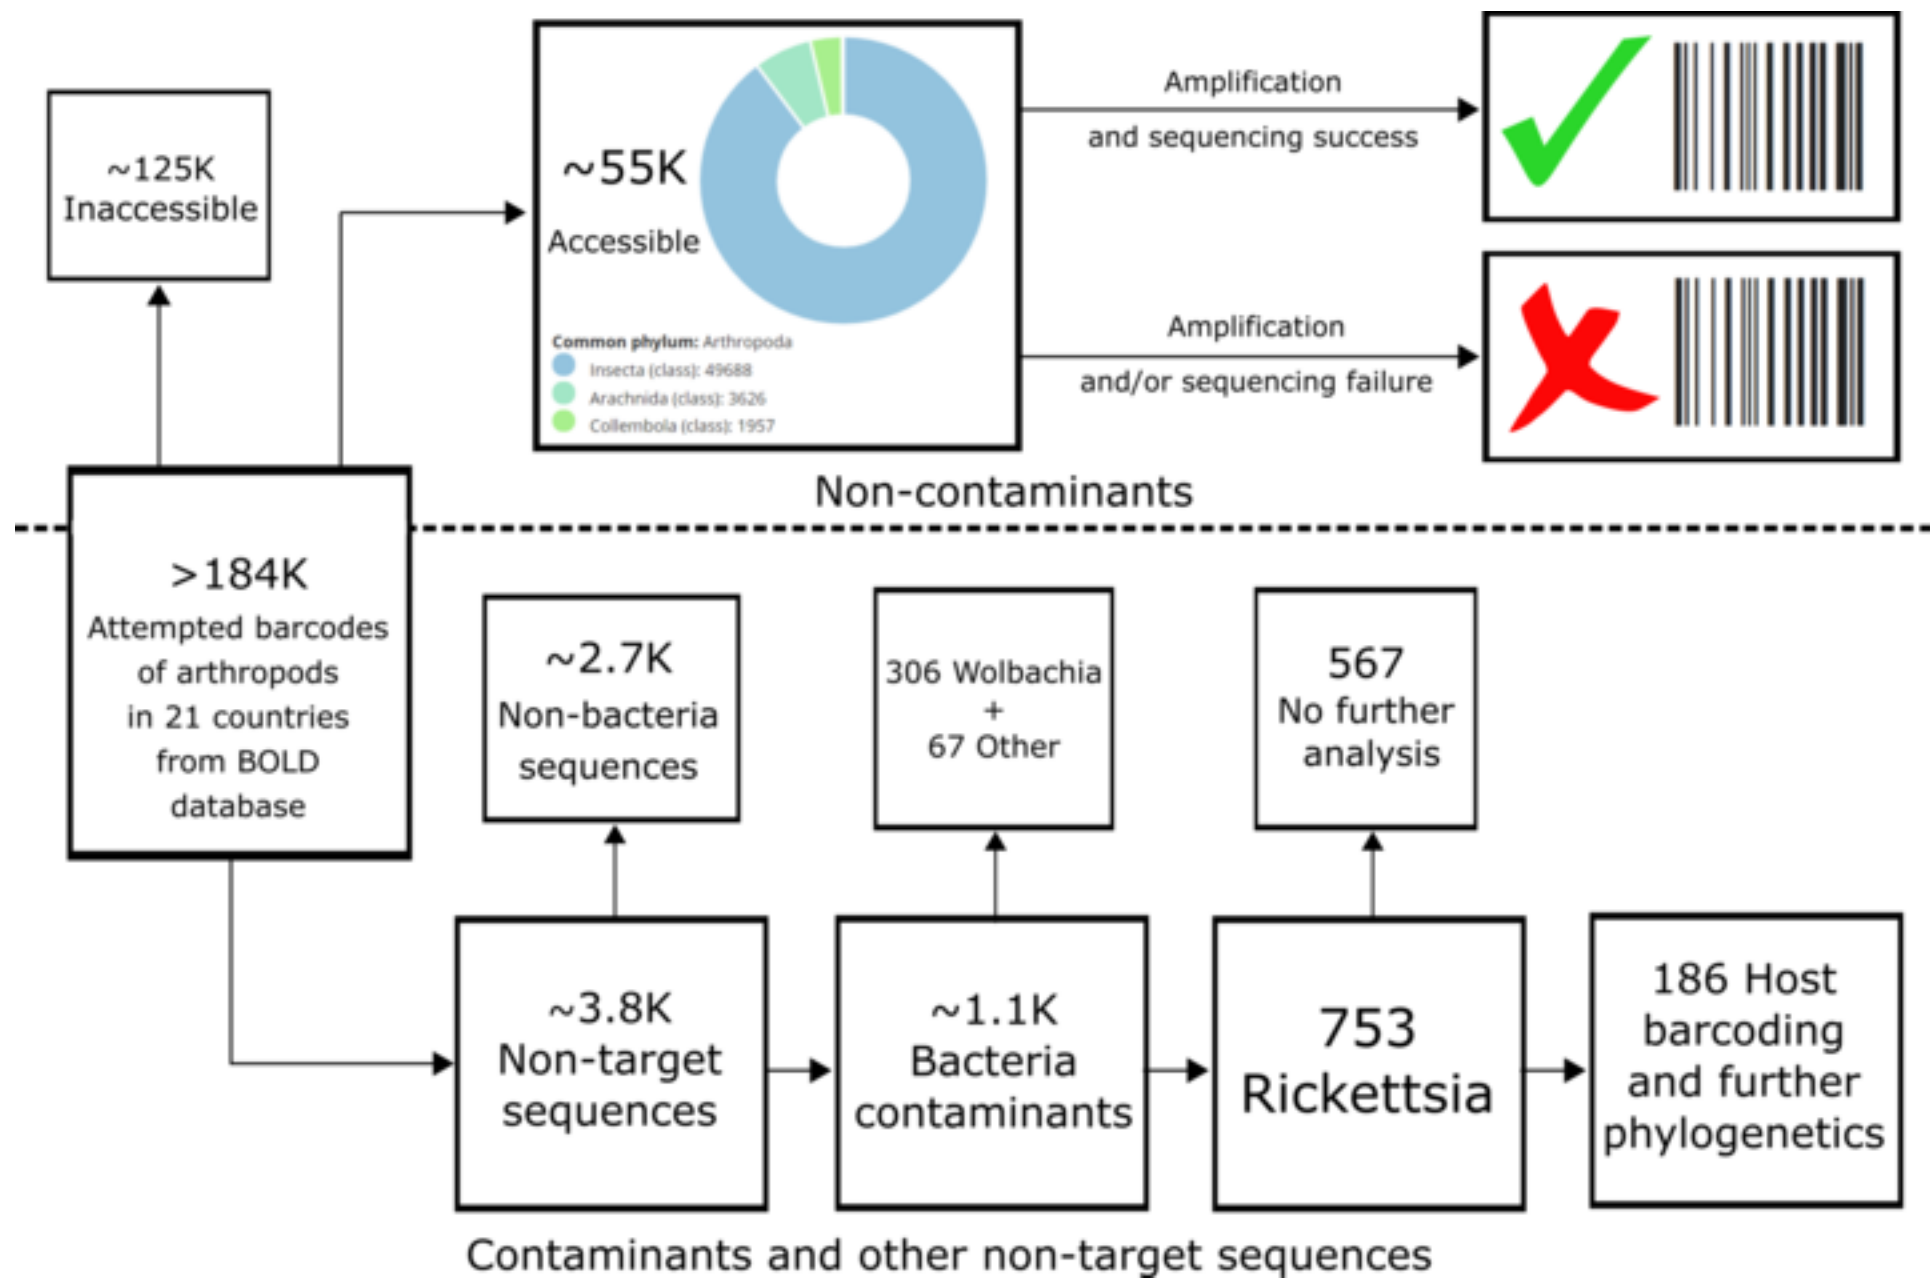 ~125K
Inaccessible
~55K
Accessible
Common phylum: Arthropoda
Insecta (class): 49688
Arachnida (class): 3626
Collembola (class): 1957
Amplification
and sequencing success
Amplification
and/or sequencing failure
Non-contaminants
>184K
Attempted barcodes
of arthropods
in 21 countries
from BOLD
database
~2.7K
Non-bacteria
sequences
306 Wolbachia
+
67 Other
567
No further
analysis
~3.8K
Non-target
sequences
~1.1K
Bacteria
contaminants
753
Rickettsia
186 Host
barcoding
and further
phylogenetics
Contaminants and other non-target sequences